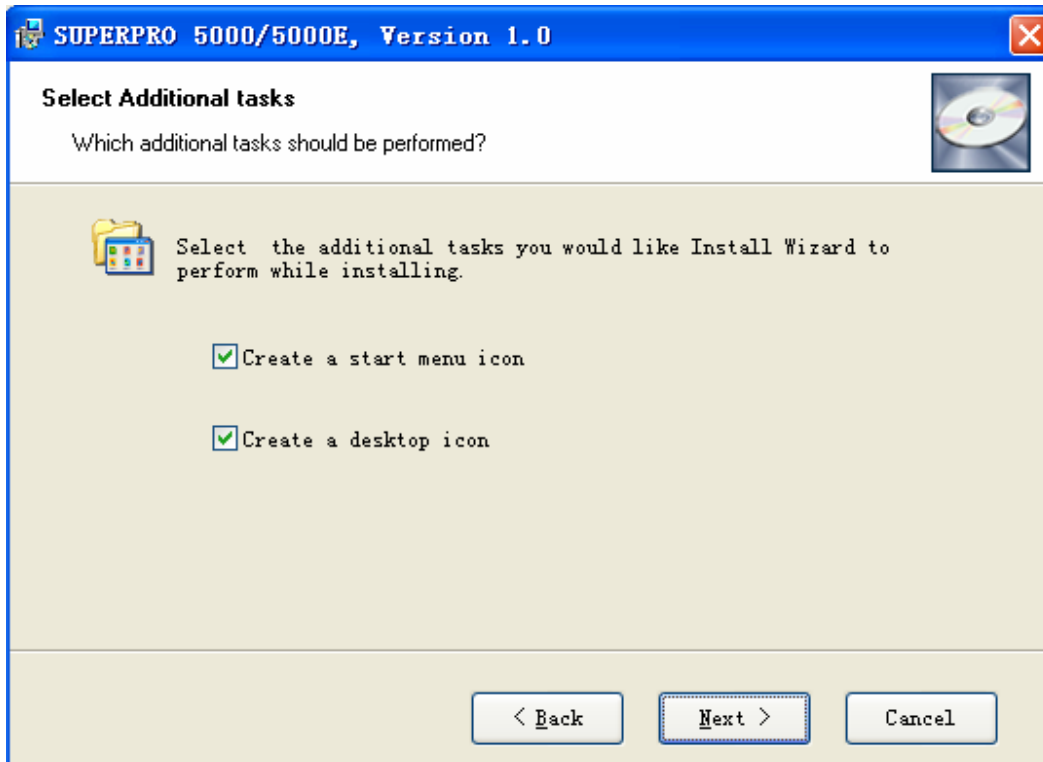 SUPERPRO 5000/5000E, Version 1.0
Select Additional tasks
Which additional tasks should be performed?
Select  the additional tasks you would like Install Wizard to
perform while installing.
Create a start menu icon
Create a desktop icon
< Back
Next >
Cancel